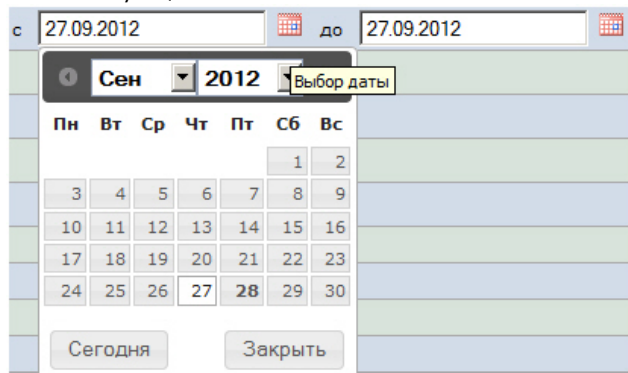 с 27.09.2012 до 27.09.2012
Сен 2012 Выбор даты
Пн Вт Ср Чт Пт Сб Вс
1 2
3 4 5 6 7 8 9
10 11 12 13 14 15 16
17 18 19 20 21 22 23
24 25 26 27 28 29 30
Сегодня Закрыть